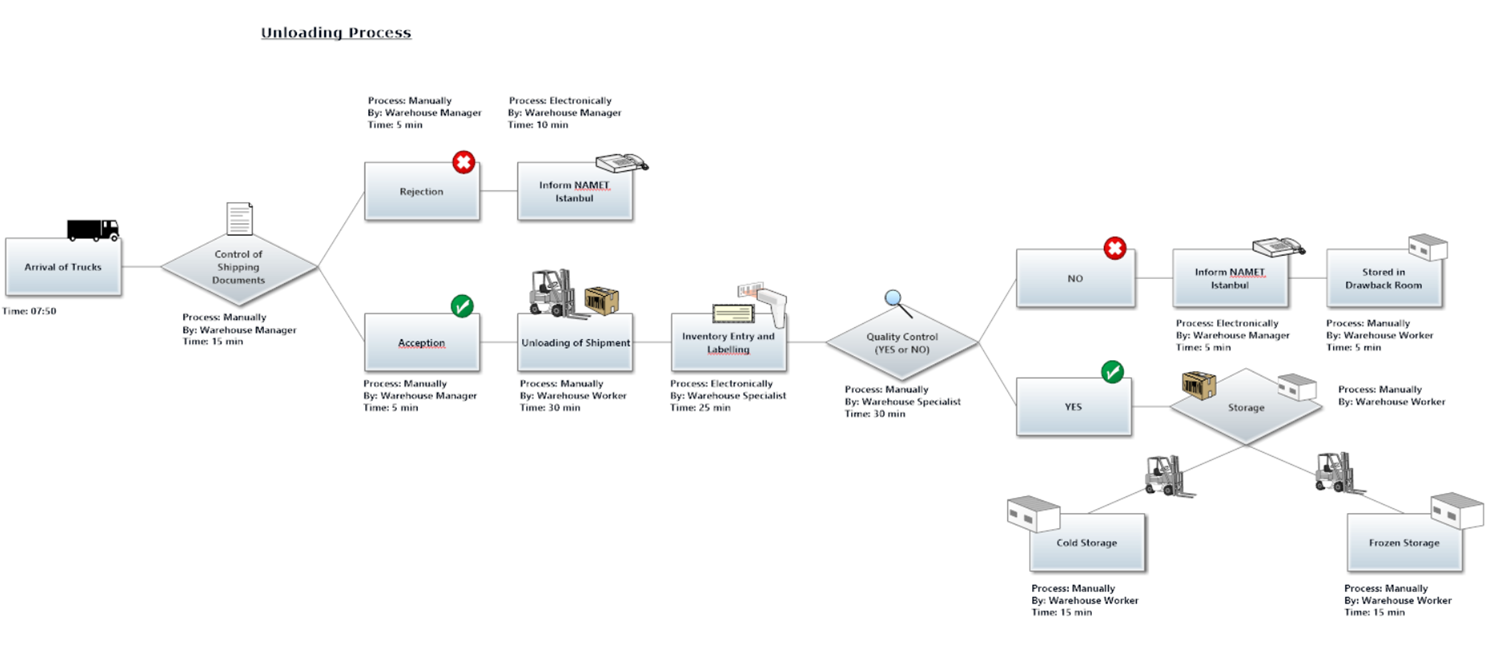 Unloading Process
Process: Manually
By: Warehouse Manager
Time: 5 min
Process: Electronically
By: Warehouse Manager
Time: 10 min
Rejection
Inform NAMET
Istanbul
Arrival of Trucks
Time: 07:50
Control of
Shipping
Documents
Process: Manually
By: Warehouse Manager
Time: 15 min
Acception
Process: Manually
By: Warehouse Manager
Time: 5 min
Unloading of Shipment
Process: Manually
By: Warehouse Worker
Time: 30 min
Inventory Entry and
Labelling
Process: Electronically
By: Warehouse Specialist
Time: 25 min
Quality Control
(YES or NO)
Process: Manually
By: Warehouse Specialist
Time: 30 min
NO
Inform NAMET
Istanbul
Process: Electronically
By: Warehouse Manager
Time: 5 min
Stored in
Drawback Room
Process: Manually
By: Warehouse Worker
Time: 5 min
YES
Storage
Process: Manually
By: Warehouse Worker
Cold Storage
Process: Manually
By: Warehouse Worker
Time: 15 min
Frozen Storage
Process: Manually
By: Warehouse Worker
Time: 15 min